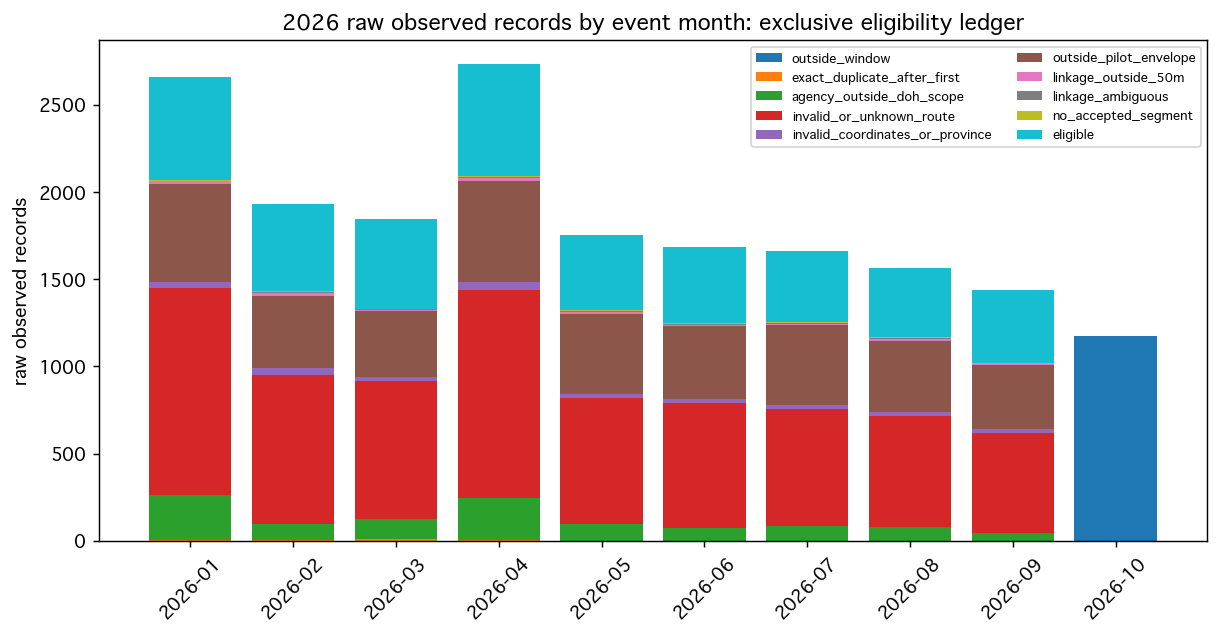 2026 raw observed records by event month: exclusive eligibility ledger
raw observed records
2500
2000
1500
1000
500
0
outside_window
exact_duplicate_after_first
agency_outside_doh_scope
invalid_or_unknown_route
invalid_coordinates_or_province
outside_pilot_envelope
linkage_outside_50m
linkage_ambiguous
no_accepted_segment
eligible
2026-01
2026-02
2026-03
2026-04
2026-05
2026-06
2026-07
2026-08
2026-09
2026-10